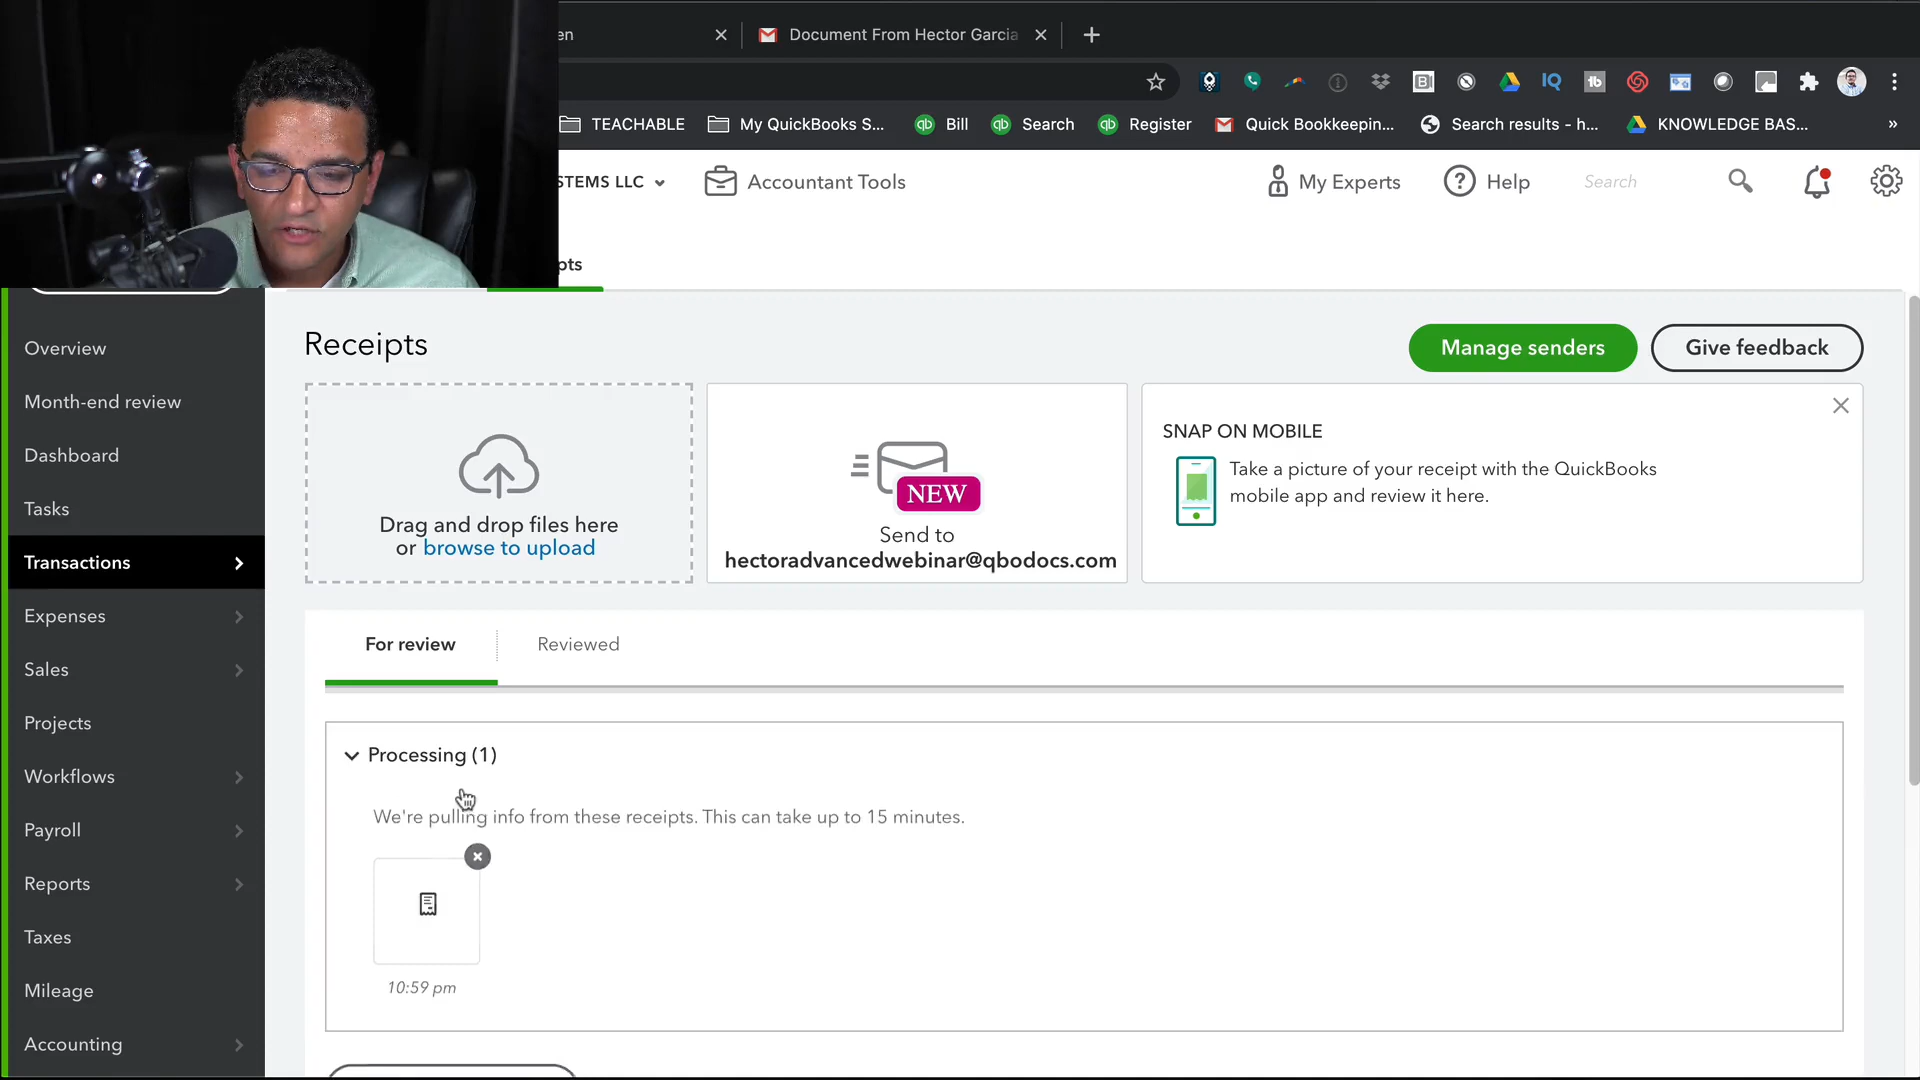 en
Document From Hector Garcia
TEACHABLE
My QuickBooks S...
Bill
Search
Register
Quick Bookkeepin...
Search results - h...
KNOWLEDGE BAS...
»
STEMS LLC
Accountant Tools
My Experts
Help
Search
pts
Overview
Month-end review
Dashboard
Tasks
Transactions
Expenses
Sales
Projects
Workflows
Payroll
Reports
Taxes
Mileage
Accounting
Receipts
Manage senders
Give feedback
Drag and drop files here
or browse to upload
NEW
Send to
hectoradvancedwebinar@qbodocs.com
SNAP ON MOBILE
Take a picture of your receipt with the QuickBooks
mobile app and review it here.
For review
Reviewed
Processing (1)
We're pulling info from these receipts. This can take up to 15 minutes.
10:59 pm